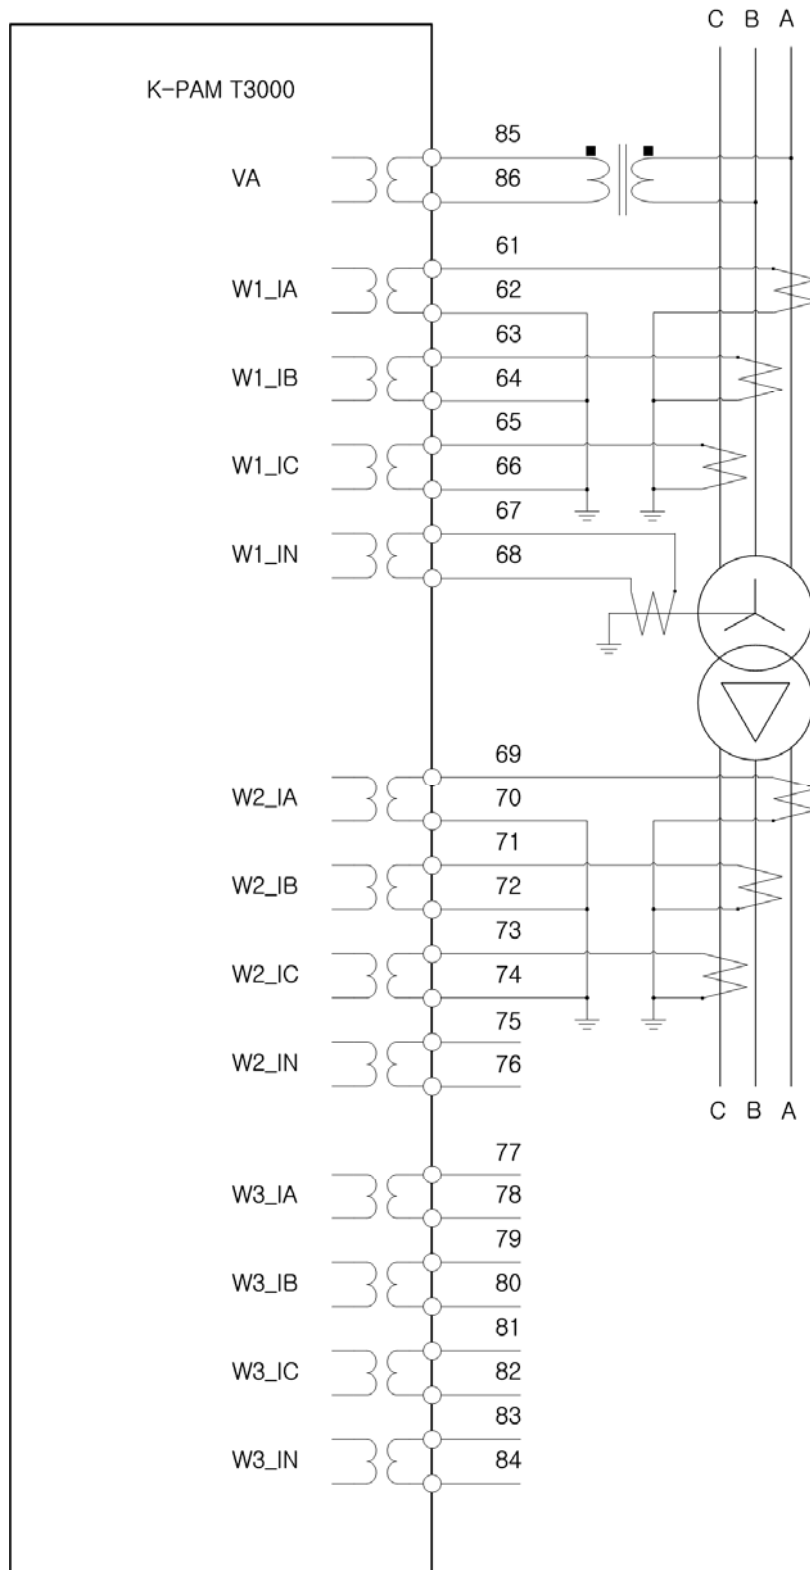 C B A
K-PAM T3000
85
VA 86
61
W1_IA 62
63
W1_IB 64
65
W1_IC 66
67
W1_IN 68
69
W2_IA 70
71
W2_IB 72
73
W2_IC 74
75
W2_IN 76
C B A
77
W3_IA 78
79
W3_IB 80
81
W3_IC 82
83
W3_IN 84